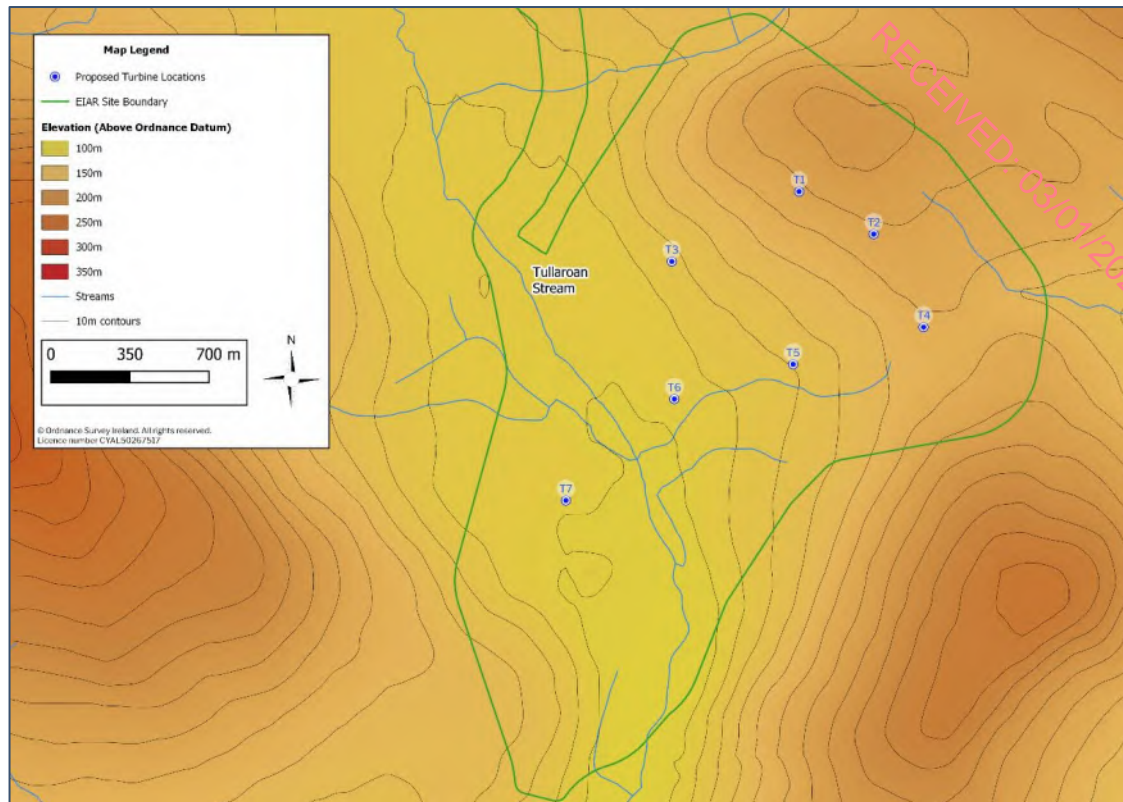 Map Legend
Proposed Turbine Locations
EIAR Site Boundary
Elevation (Above Ordnance Datum)
100m
150m
200m
250m
300m
350m
Streams
10m contours
0 350 700 m
N
© Ordnance Survey Ireland. All rights reserved.
Licence number CYAL50267517
RECEIVED: 03/01/202
T1
T2
T3
Tullaroan
Stream
T4
T5
T6
T7